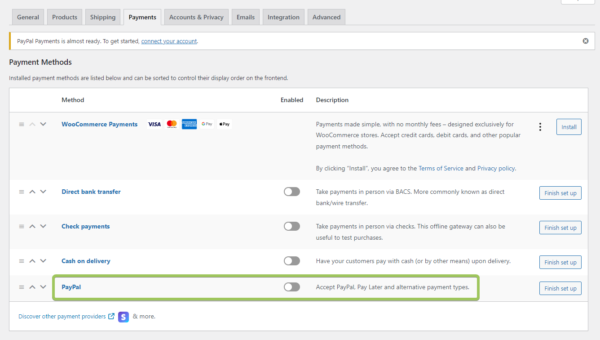 General Products Shipping Payments Accounts & Privacy Emails Integration Advanced
PayPal Payments is almost ready. To get started, connect your account.
Payment Methods
Installed payment methods are listed below and can be sorted to control their display order on the frontend.
Method Enabled Description
WooCommerce Payments VISA G Pay Pay Payments made simple, with no monthly fees – designed exclusively for Install
WooCommerce stores. Accept credit cards, debit cards, and other popular
payment methods.
By clicking "Install", you agree to the Terms of Service and Privacy policy.
Direct bank transfer Take payments in person via BACS. More commonly known as direct Finish set up
bank/wire transfer.
Check payments Take payments in person via checks. This offline gateway can also be Finish set up
useful to test purchases.
Cash on delivery Have your customers pay with cash (or by other means) upon delivery. Finish set up
PayPal Accept PayPal, Pay Later and alternative payment types. Finish set up
Discover other payment providers S & more.